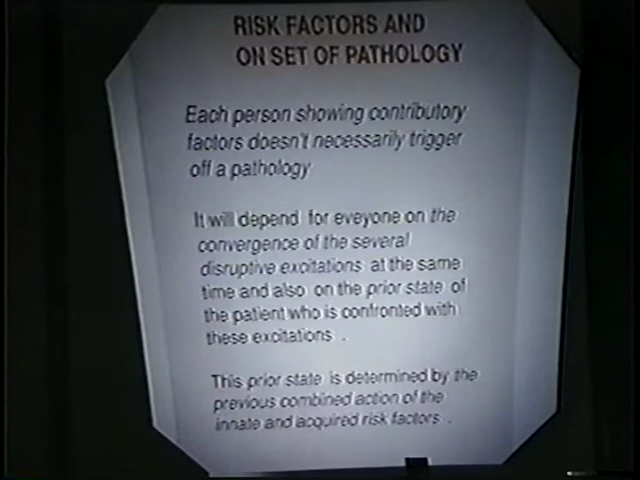 RISK FACTORS AND
ON SET OF PATHOLOGY
Each person showing contributory
factors doesn't necessarily trigger
off a pathology
It will depend for eveyone on the
convergence of the several
disruptive excitations at the same
time and also on the prior state of
the patient who is confronted with
these excitations .
This prior state is determined by the
previous combined action of the
innate and acquired risk factors .